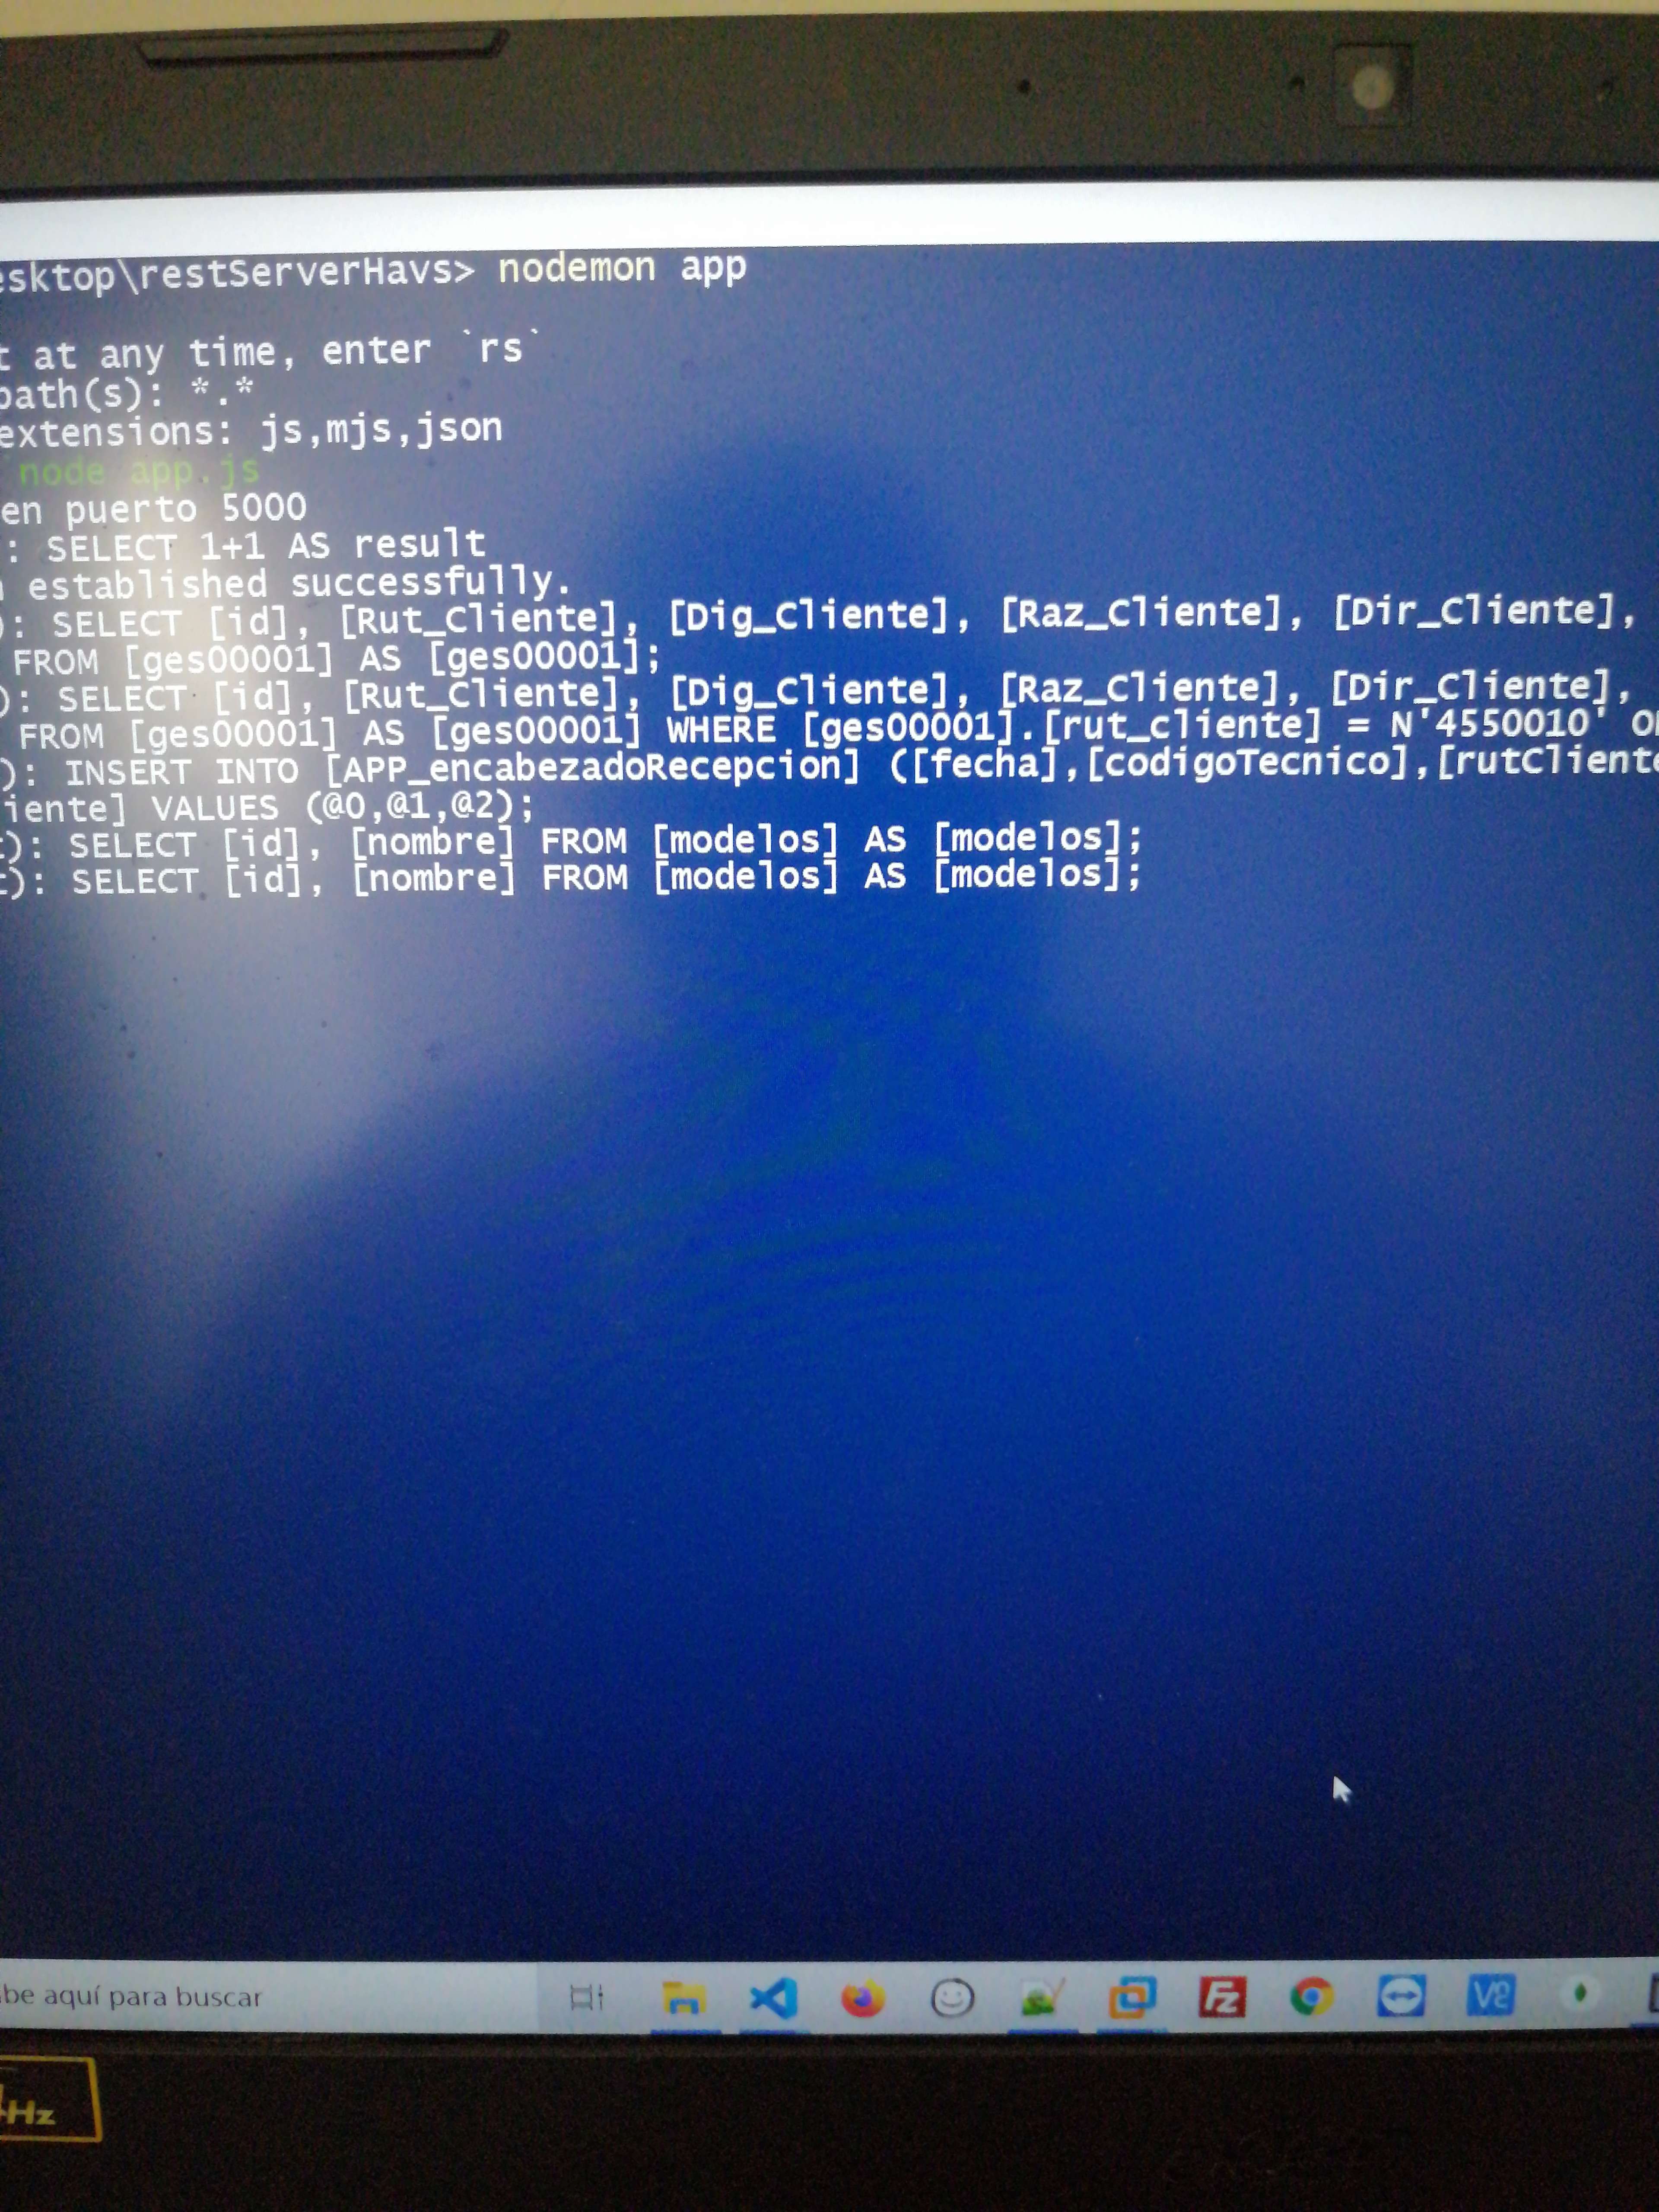 esktop\restServerHavs> nodemon app
t at any time, enter `rs`
path(s): *.*
extensions: js,mjs,json
node app.js
en puerto 5000
: SELECT 1+1 AS result
established successfully.
): SELECT [id], [Rut_Cliente], [Dig_Cliente], [Raz_Cliente], [Dir_Cliente],
FROM [ges00001] AS [ges00001];
): SELECT [id], [Rut_Cliente], [Dig_Cliente], [Raz_Cliente], [Dir_Cliente],
FROM [ges00001] AS [ges00001] WHERE [ges00001].[rut_cliente] = N'4550010'
): INSERT INTO [APP_encabezadoRecepcion] ([fecha],[codigoTecnico],[rutCliente
iente] VALUES (@0,@1,@2);
): SELECT [id], [nombre] FROM [modelos] AS [modelos];
): SELECT [id], [nombre] FROM [modelos] AS [modelos];
be aquí para buscar
Fz
Hz